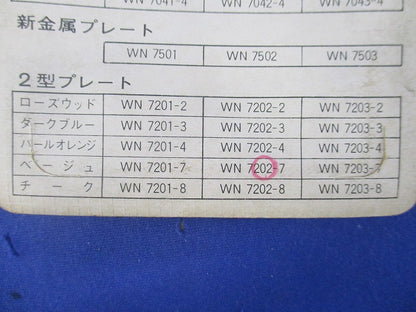 WN 7041-4 WN 7042-4 WN 7043-4
新金属プレート
WN 7501 WN 7502 WN 7503
2型プレート
ローズウッド WN 7201-2 WN 7202-2 WN 7203-2
ダークブルー WN 7201-3 WN 7202-3 WN 7203-3
パールオレンジ WN 7201-4 WN 7202-4 WN 7203-4
ベージュ WN 7201-7 WN 7202-7 WN 7203-7
チーク WN 7201-8 WN 7202-8 WN 7203-8